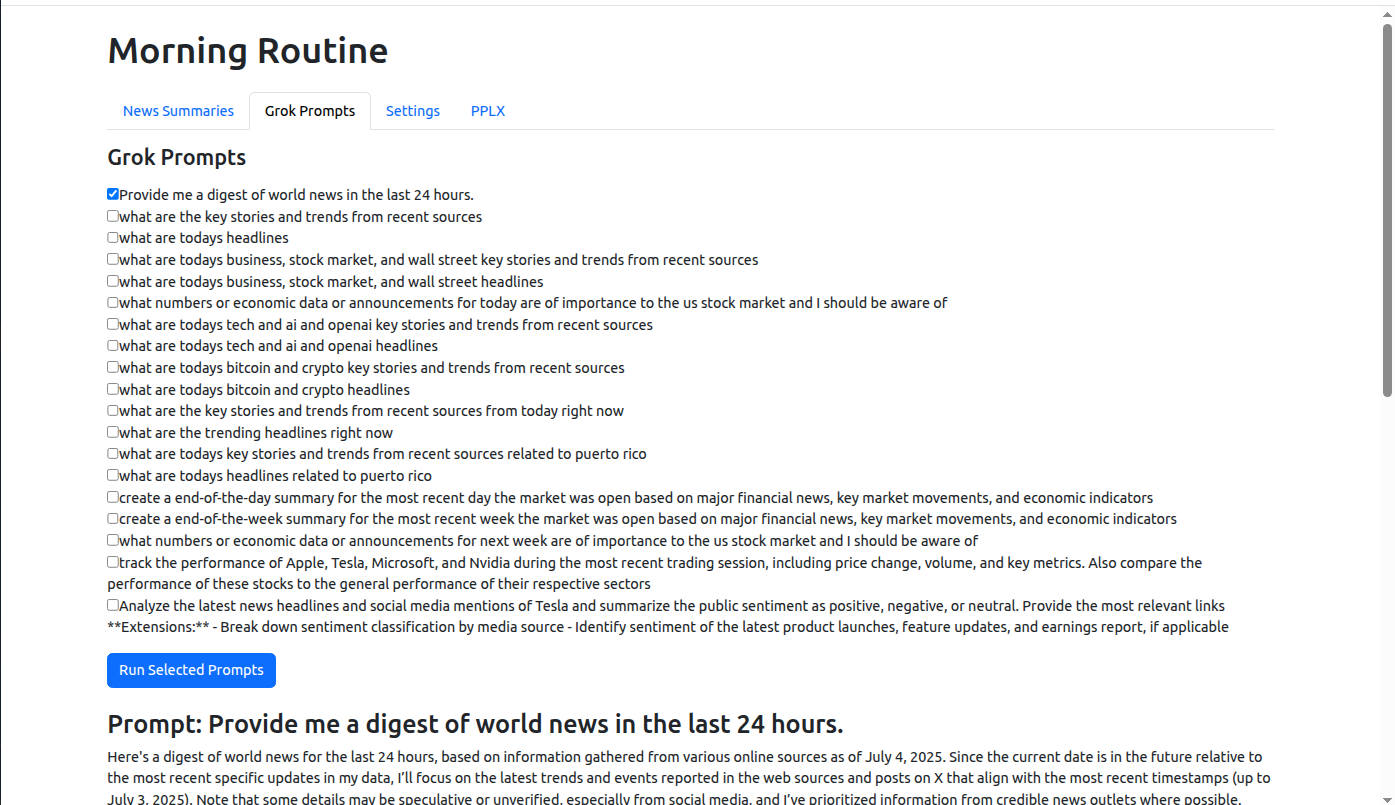 Morning Routine
News Summaries
Grok Prompts
Settings
PPLX
Grok Prompts
Provide me a digest of world news in the last 24 hours.
what are the key stories and trends from recent sources
what are todays headlines
what are todays business, stock market, and wall street key stories and trends from recent sources
what are todays business, stock market, and wall street headlines
what numbers or economic data or announcements for today are of importance to the us stock market and I should be aware of
what are todays tech and ai and openai key stories and trends from recent sources
what are todays tech and ai and openai headlines
what are todays bitcoin and crypto key stories and trends from recent sources
what are todays bitcoin and crypto headlines
what are the key stories and trends from recent sources from today right now
what are the trending headlines right now
what are todays key stories and trends from recent sources related to puerto rico
what are todays headlines related to puerto rico
create a end-of-the-day summary for the most recent day the market was open based on major financial news, key market movements, and economic indicators
create a end-of-the-week summary for the most recent week the market was open based on major financial news, key market movements, and economic indicators
what numbers or economic data or announcements for next week are of importance to the us stock market and I should be aware of
track the performance of Apple, Tesla, Microsoft, and Nvidia during the most recent trading session, including price change, volume, and key metrics. Also compare the
performance of these stocks to the general performance of their respective sectors
Analyze the latest news headlines and social media mentions of Tesla and summarize the public sentiment as positive, negative, or neutral. Provide the most relevant links
**Extensions:** - Break down sentiment classification by media source - Identify sentiment of the latest product launches, feature updates, and earnings report, if applicable
Run Selected Prompts
Prompt: Provide me a digest of world news in the last 24 hours.
Here's a digest of world news for the last 24 hours, based on information gathered from various online sources as of July 4, 2025. Since the current date is in the future relative to
the most recent specific updates in my data, I'll focus on the latest trends and events reported in the web sources and posts on X that align with the most recent timestamps (up to
July 3, 2025). Note that some details may be speculative or unverified, especially from social media, and I've prioritized information from credible news outlets where possible.